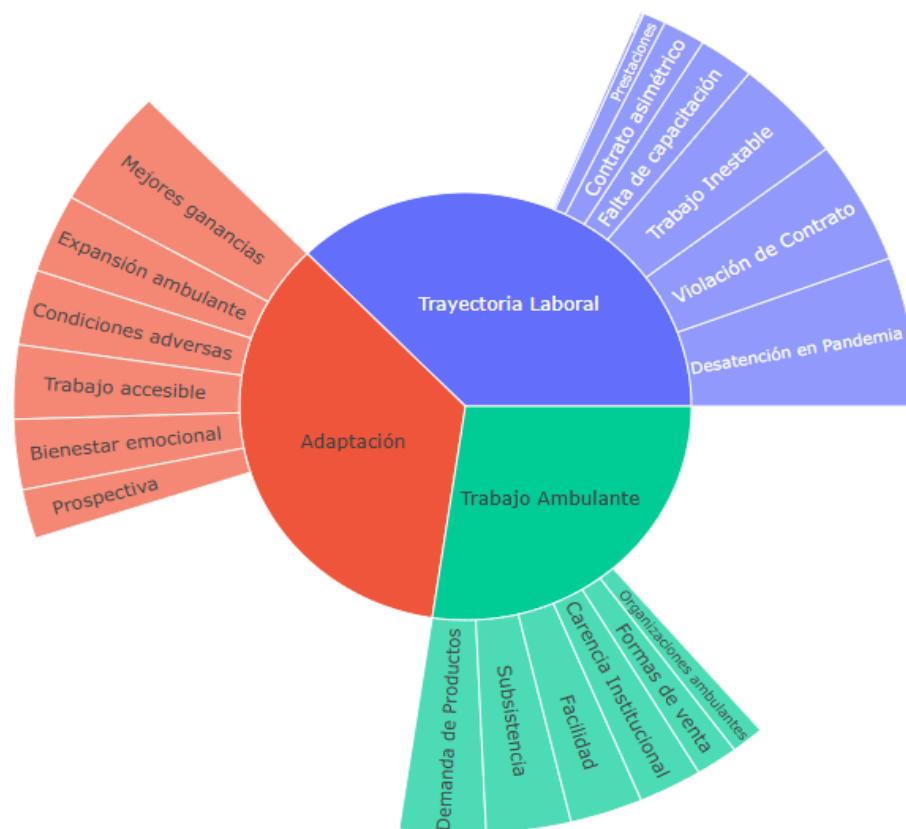 Prestaciones
Contrato asimétrico
Falta de capacitación
Trabajo Inestable
Violación de Contrato
Desatención en Pandemia
Trayectoria Laboral
Mejores ganancias
Expansión ambulante
Condiciones adversas
Trabajo accesible
Bienestar emocional
Prospectiva
Adaptación
Trabajo Ambulante
Demanda de Productos
Subsistencia
Facilidad
Carencia Institucional
Formas de venta
Organizaciones ambulantes